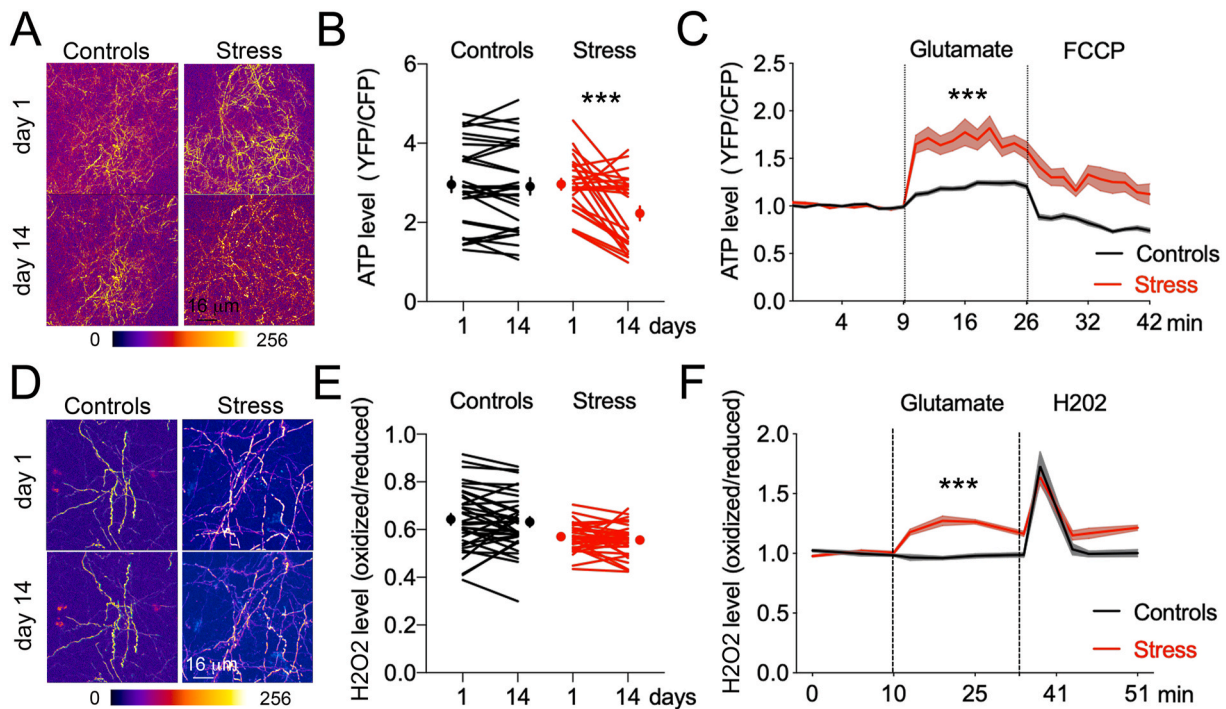 A
Controls
Stress
day 1
day 14
16 µm
0
256
B
Controls
Stress
***
ATP level (YFP/CFP)
6
4
2
0
1
14
1
14
days
C
Glutamate
FCCP
***
ATP level (YFP/CFP)
2.5
2.0
1.5
1.0
0.5
0.0
4
9
16
26
32
42
min
Controls
Stress
D
Controls
Stress
day 1
day 14
16 µm
0
256
E
Controls
Stress
H2O2 level (oxidized/reduced)
1.0
0.8
0.6
0.4
0.2
0.0
1
14
1
14
days
F
Glutamate
H202
***
H2O2 level (oxidized/reduced)
2.0
1.5
1.0
0.5
0.0
0
10
25
41
51
min
Controls
Stress